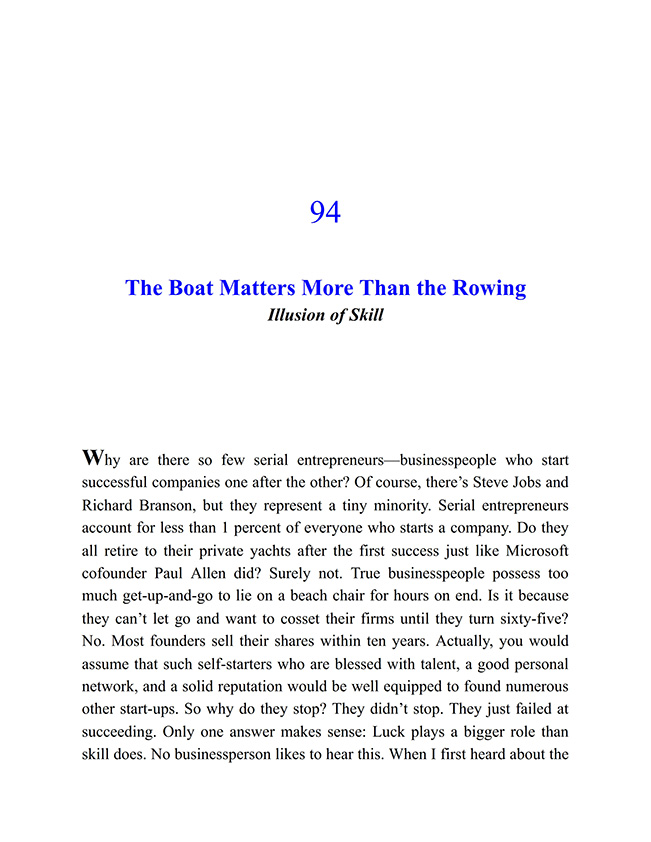 94
The Boat Matters More Than the Rowing
Illusion of Skill
Why are there so few serial entrepreneurs—businesspeople who start
successful companies one after the other? Of course, there’s Steve Jobs and
Richard Branson, but they represent a tiny minority. Serial entrepreneurs
account for less than 1 percent of everyone who starts a company. Do they
all retire to their private yachts after the first success just like Microsoft
cofounder Paul Allen did? Surely not. True businesspeople possess too
much get-up-and-go to lie on a beach chair for hours on end. Is it because
they can’t let go and want to cosset their firms until they turn sixty-five?
No. Most founders sell their shares within ten years. Actually, you would
assume that such self-starters who are blessed with talent, a good personal
network, and a solid reputation would be well equipped to found numerous
other start-ups. So why do they stop? They didn’t stop. They just failed at
succeeding. Only one answer makes sense: Luck plays a bigger role than
skill does. No businessperson likes to hear this. When I first heard about the